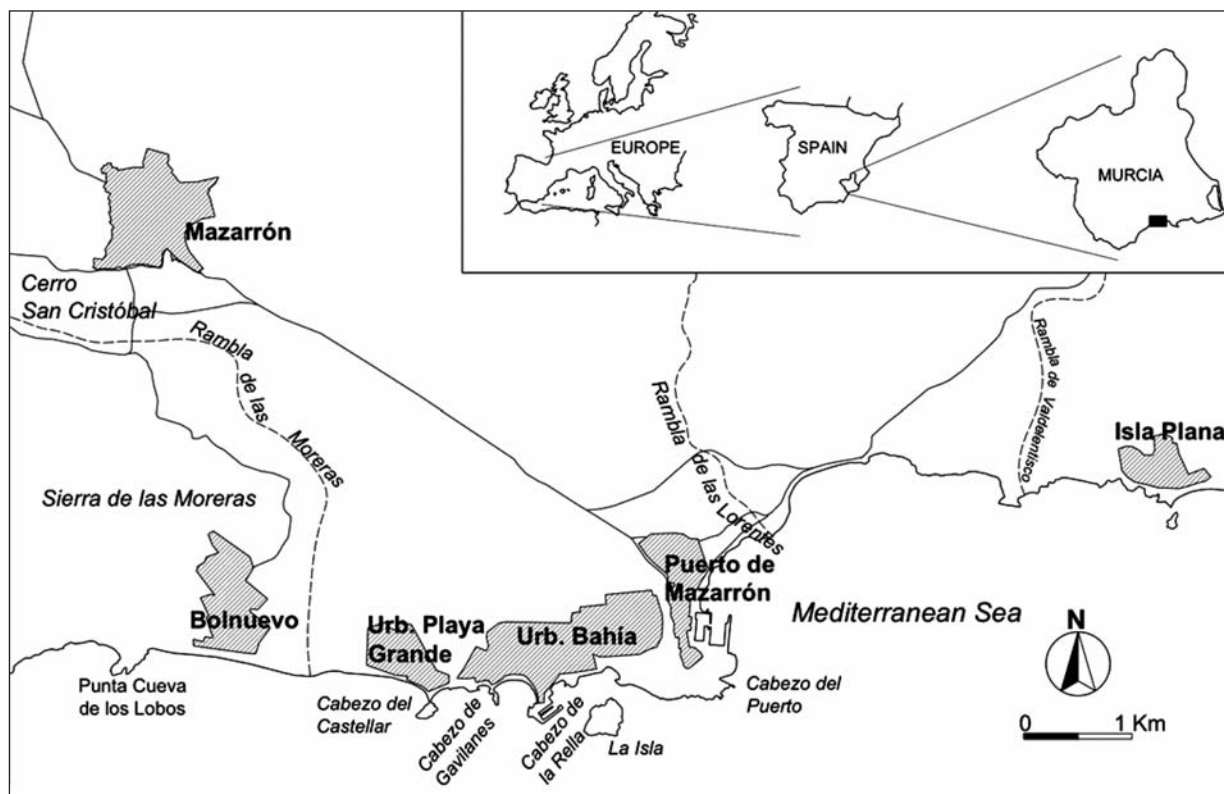 EUROPE
SPAIN
MURCIA
Mazarrón
Cerro
San Cristóbal
Rambla
de las
Moreras
Rambla
de las Lorentes
Rambla de Valdelentisco
Isla Plana
Sierra de las Moreras
Bolnuevo
Urb. Playa
Grande
Urb. Bahía
Puerto de
Mazarrón
Mediterranean Sea
N
Punta Cueva
de los Lobos
Cabezo del
Castellar
Cabezo de
Gavilanes
Cabezo de
la Rella
La Isla
Cabezo del
Puerto
0 1 Km